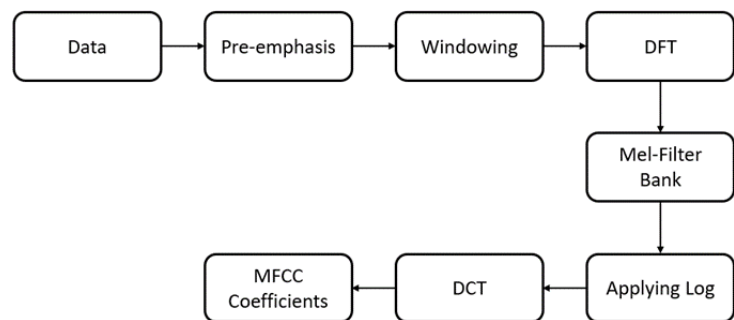 Data
Pre-emphasis
Windowing
DFT
Mel-Filter
Bank
Applying Log
DCT
MFCC
Coefficients